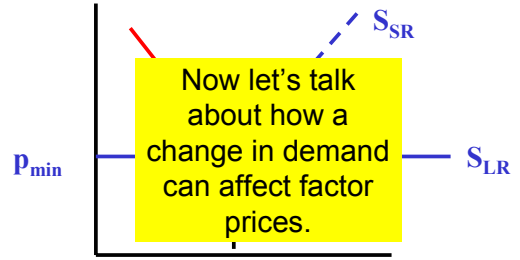 S_SR
Now let's talk
about how a
change in demand
can affect factor
prices.
p_min
S_LR